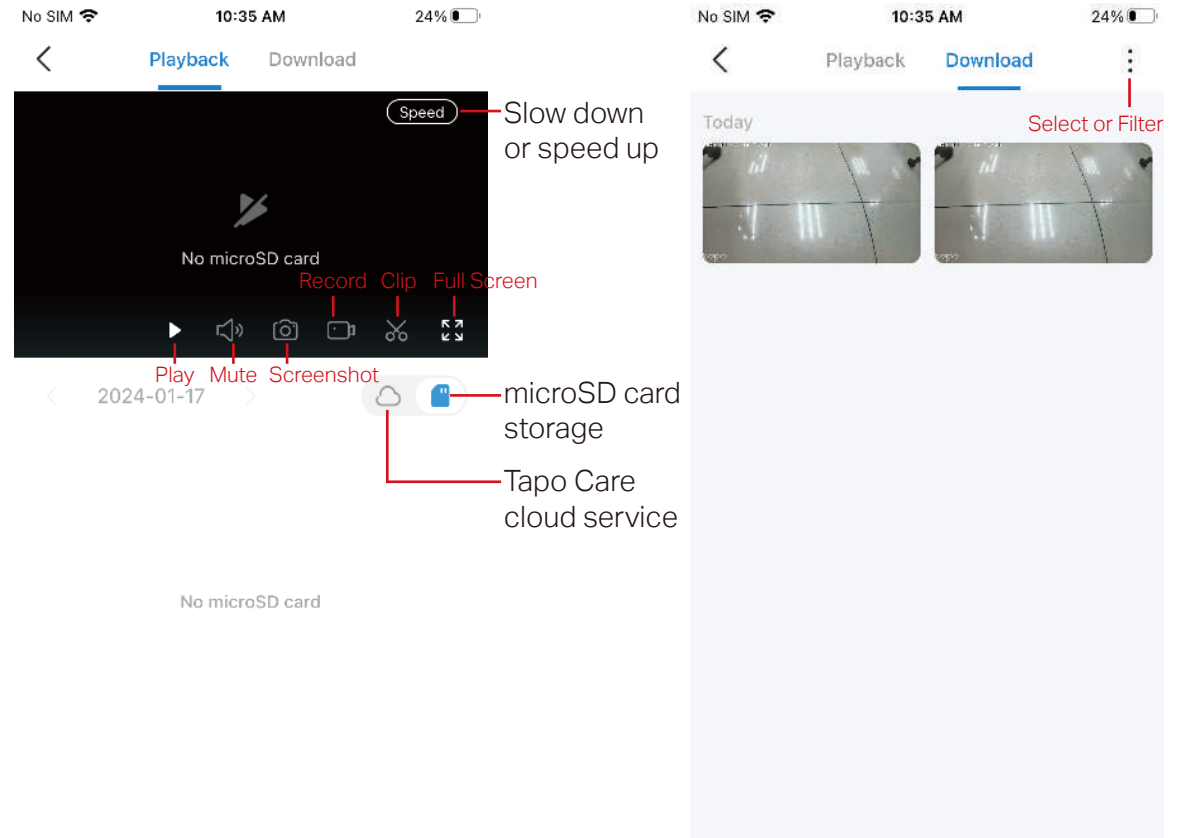 No SIM 10:35 AM 24%
Playback Download
Speed
Slow down
or speed up
No microSD card
Record Clip Full Screen
Play Mute Screenshot
2024-01-17
microSD card
storage
Tapo Care
cloud service
No microSD card
No SIM 10:35 AM 24%
Playback Download
Select or Filter
Today